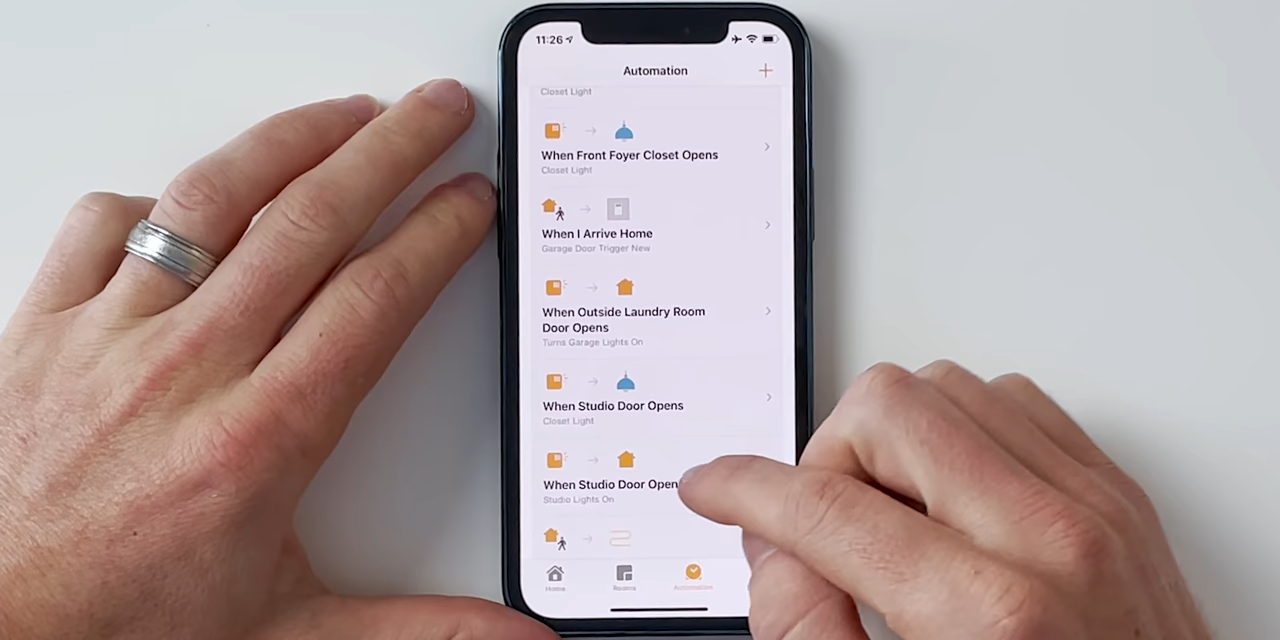 11:26
Automation
Closet Light
When Front Foyer Closet Opens
Closet Light
When I Arrive Home
Garage Door Trigger New
When Outside Laundry Room
Door Opens
Turns Garage Lights On
When Studio Door Opens
Closet Light
When Studio Door Open
Studio Lights On
Home
Rooms
Automation